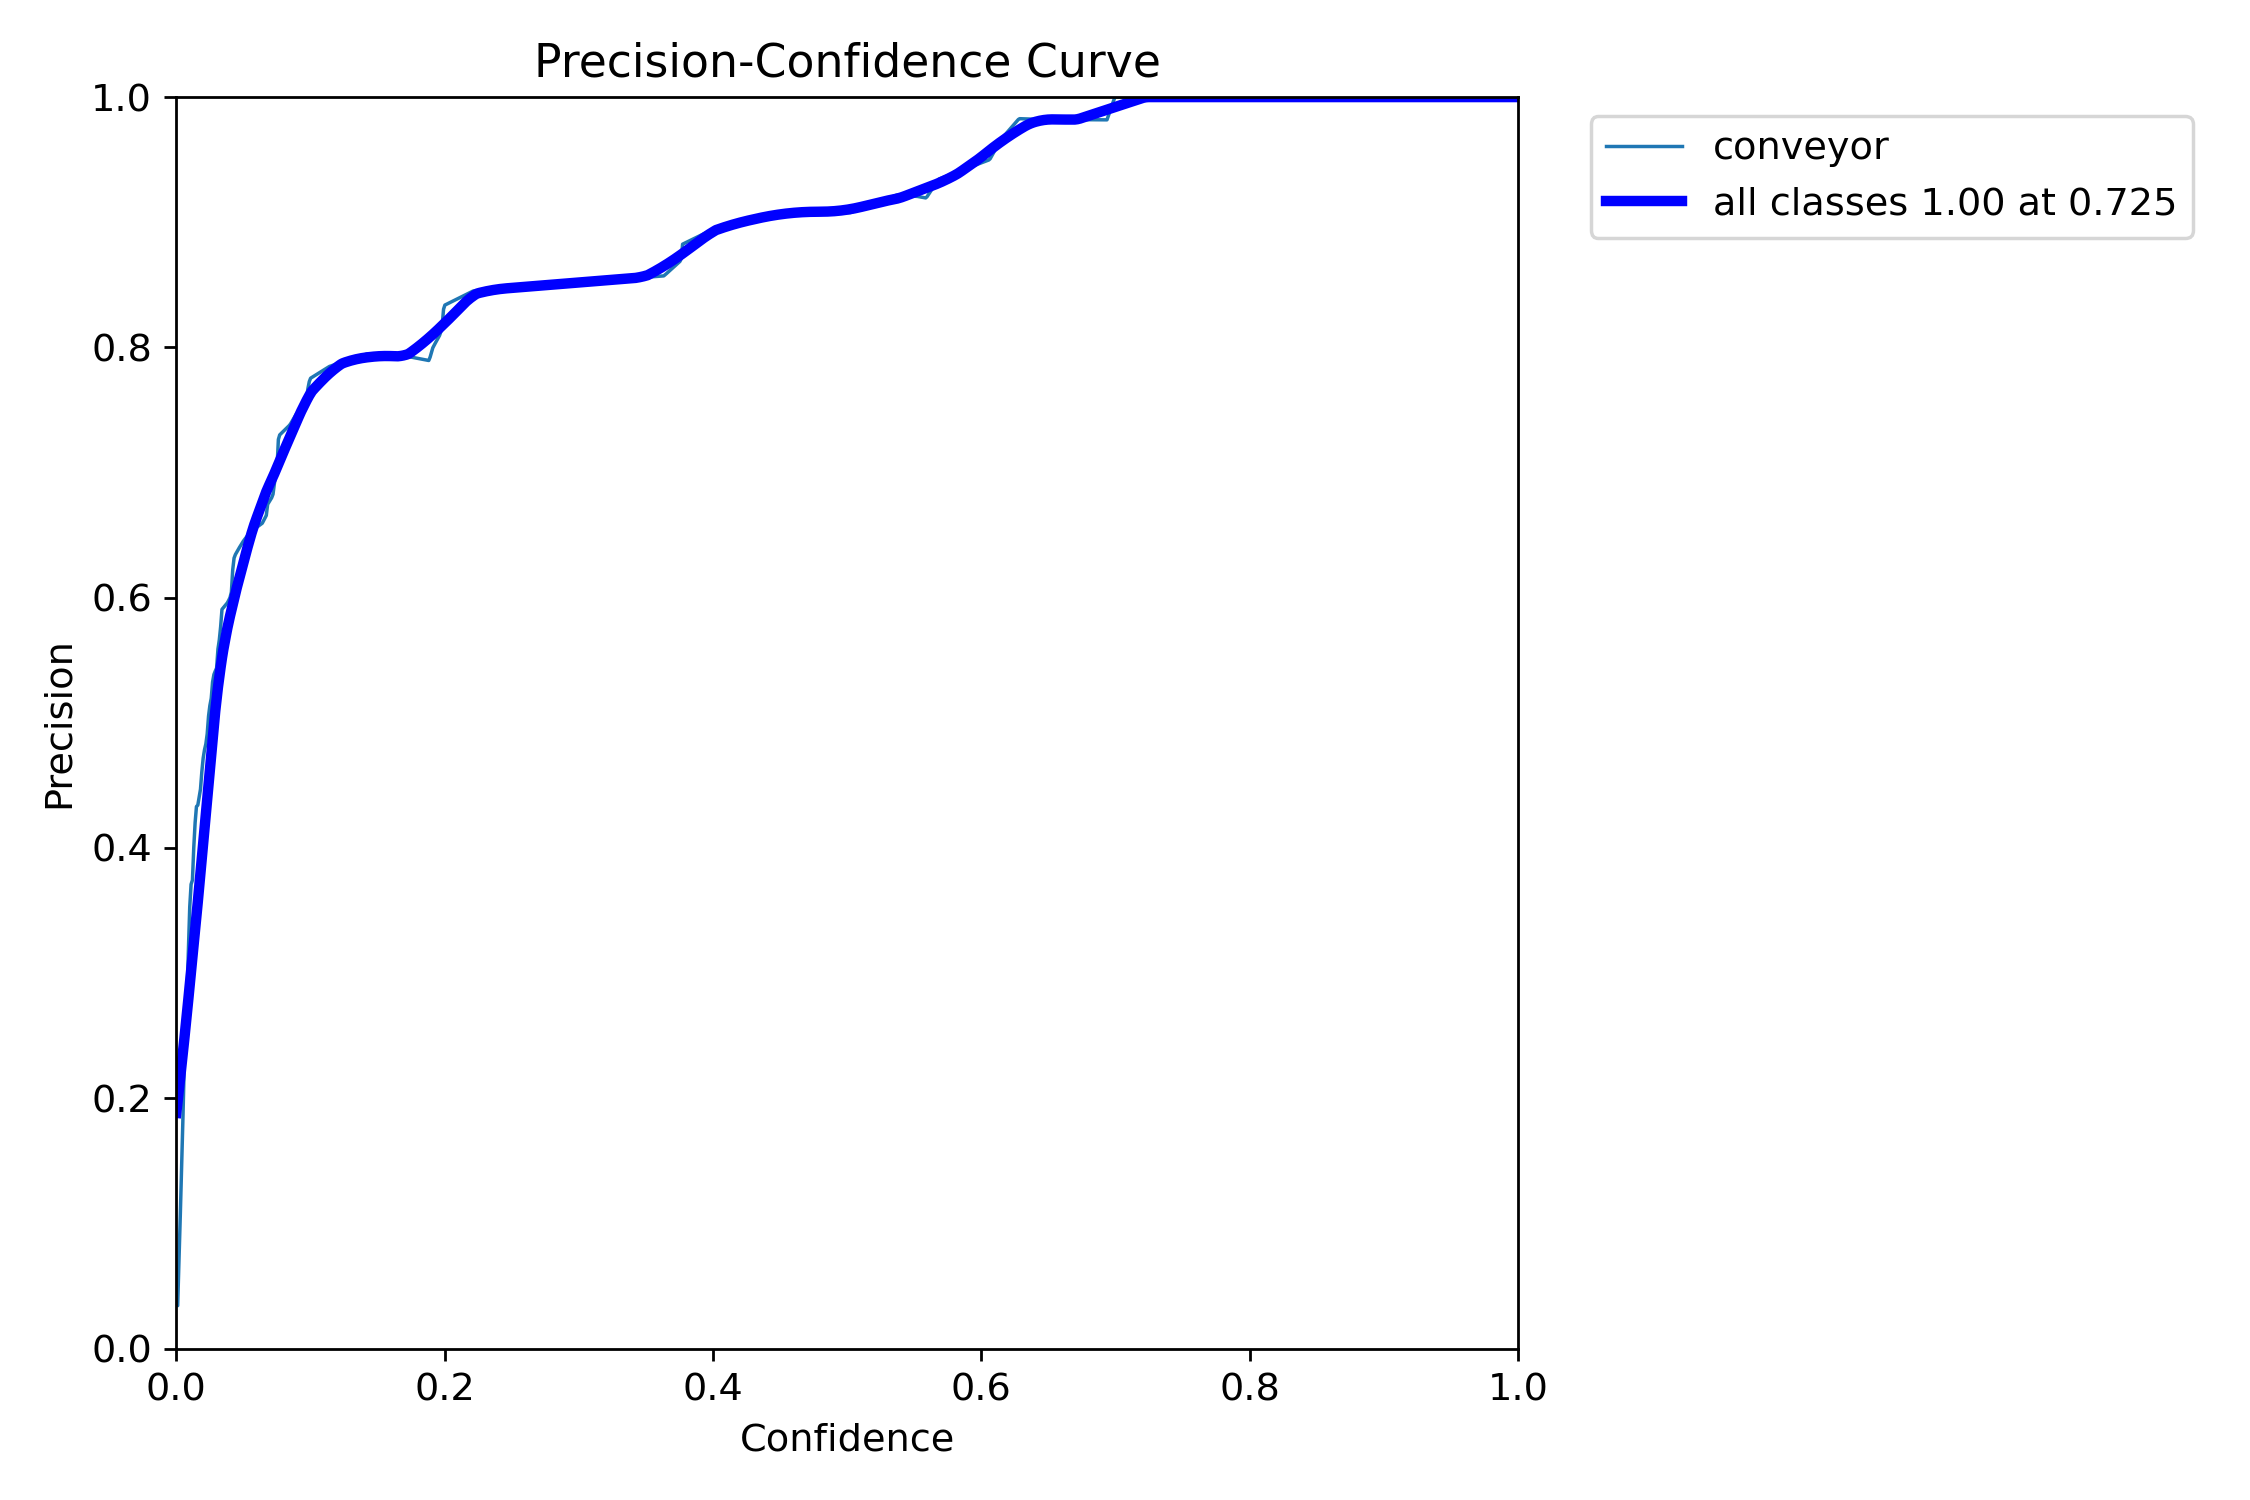 Precision-Confidence Curve
conveyor
all classes 1.00 at 0.725
Precision
1.0
0.8
0.6
0.4
0.2
0.0
0.0 0.2 0.4 0.6 0.8 1.0
Confidence